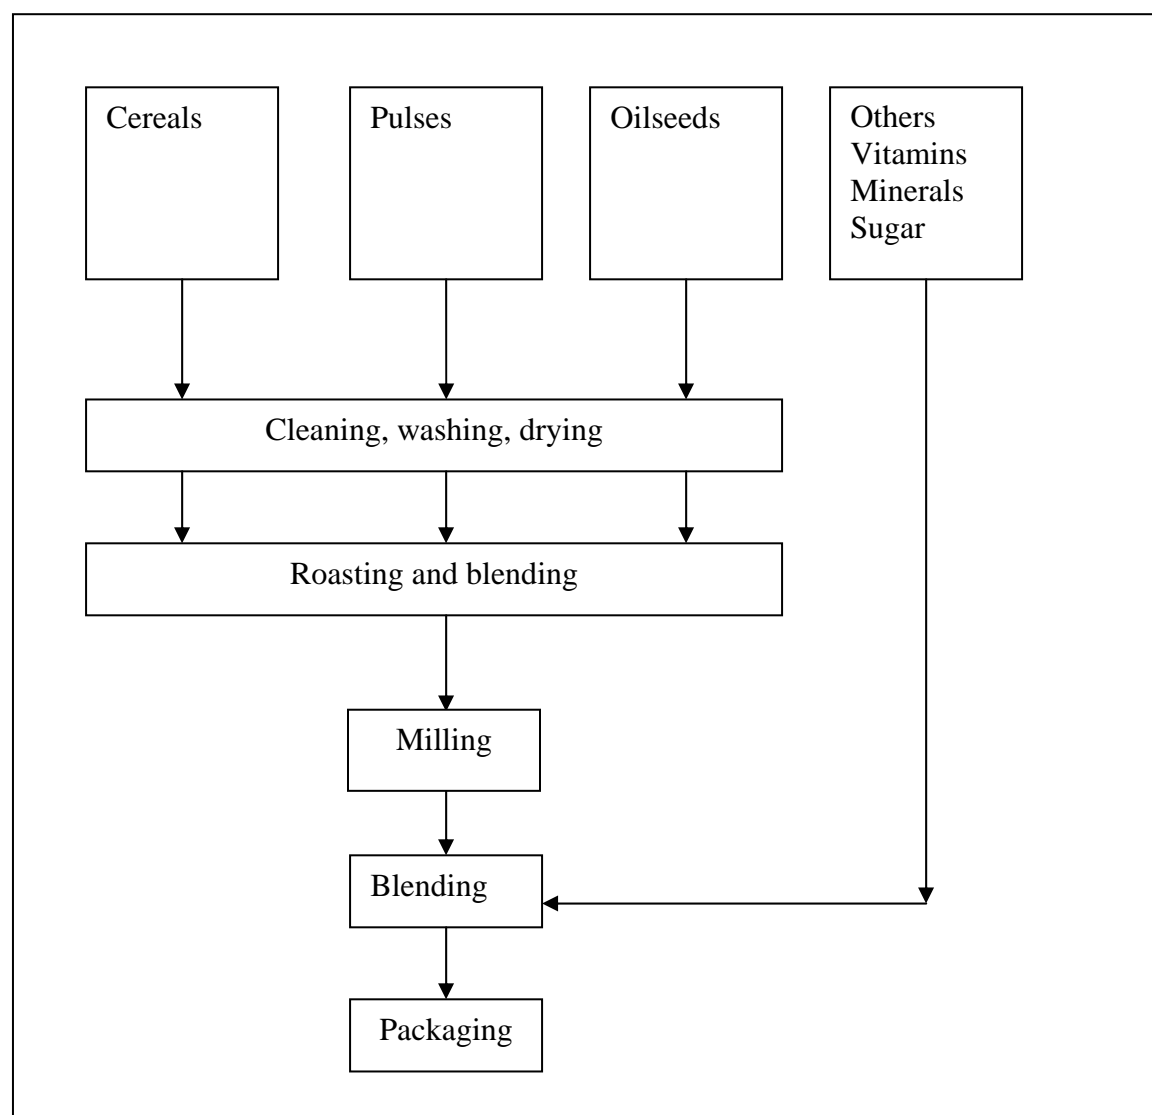 Cereals
Pulses
Oilseeds
Others
Vitamins
Minerals
Sugar
Cleaning, washing, drying
Roasting and blending
Milling
Blending
Packaging